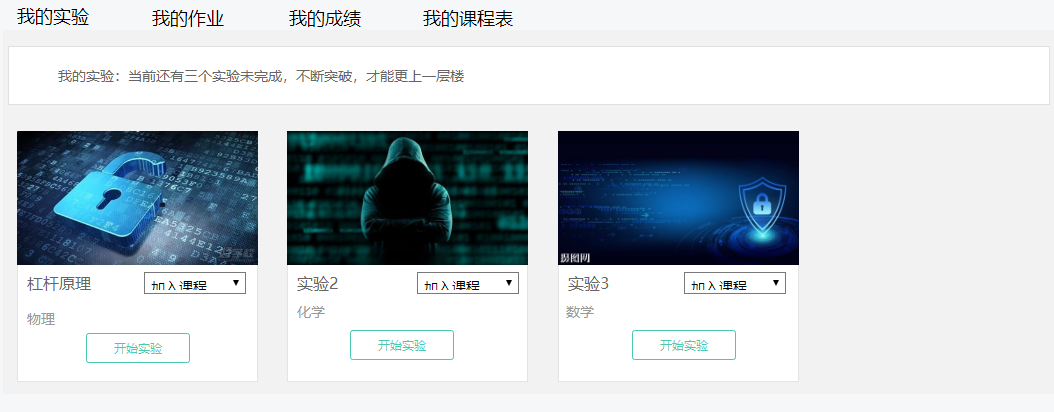 我的实验 我的作业 我的成绩 我的课程表
我的实验：当前还有三个实验未完成，不断突破，才能更上一层楼
杠杆原理 加入课程
物理
开始实验
实验2 加入课程
化学
开始实验
摄图网
实验3 加入课程
数学
开始实验